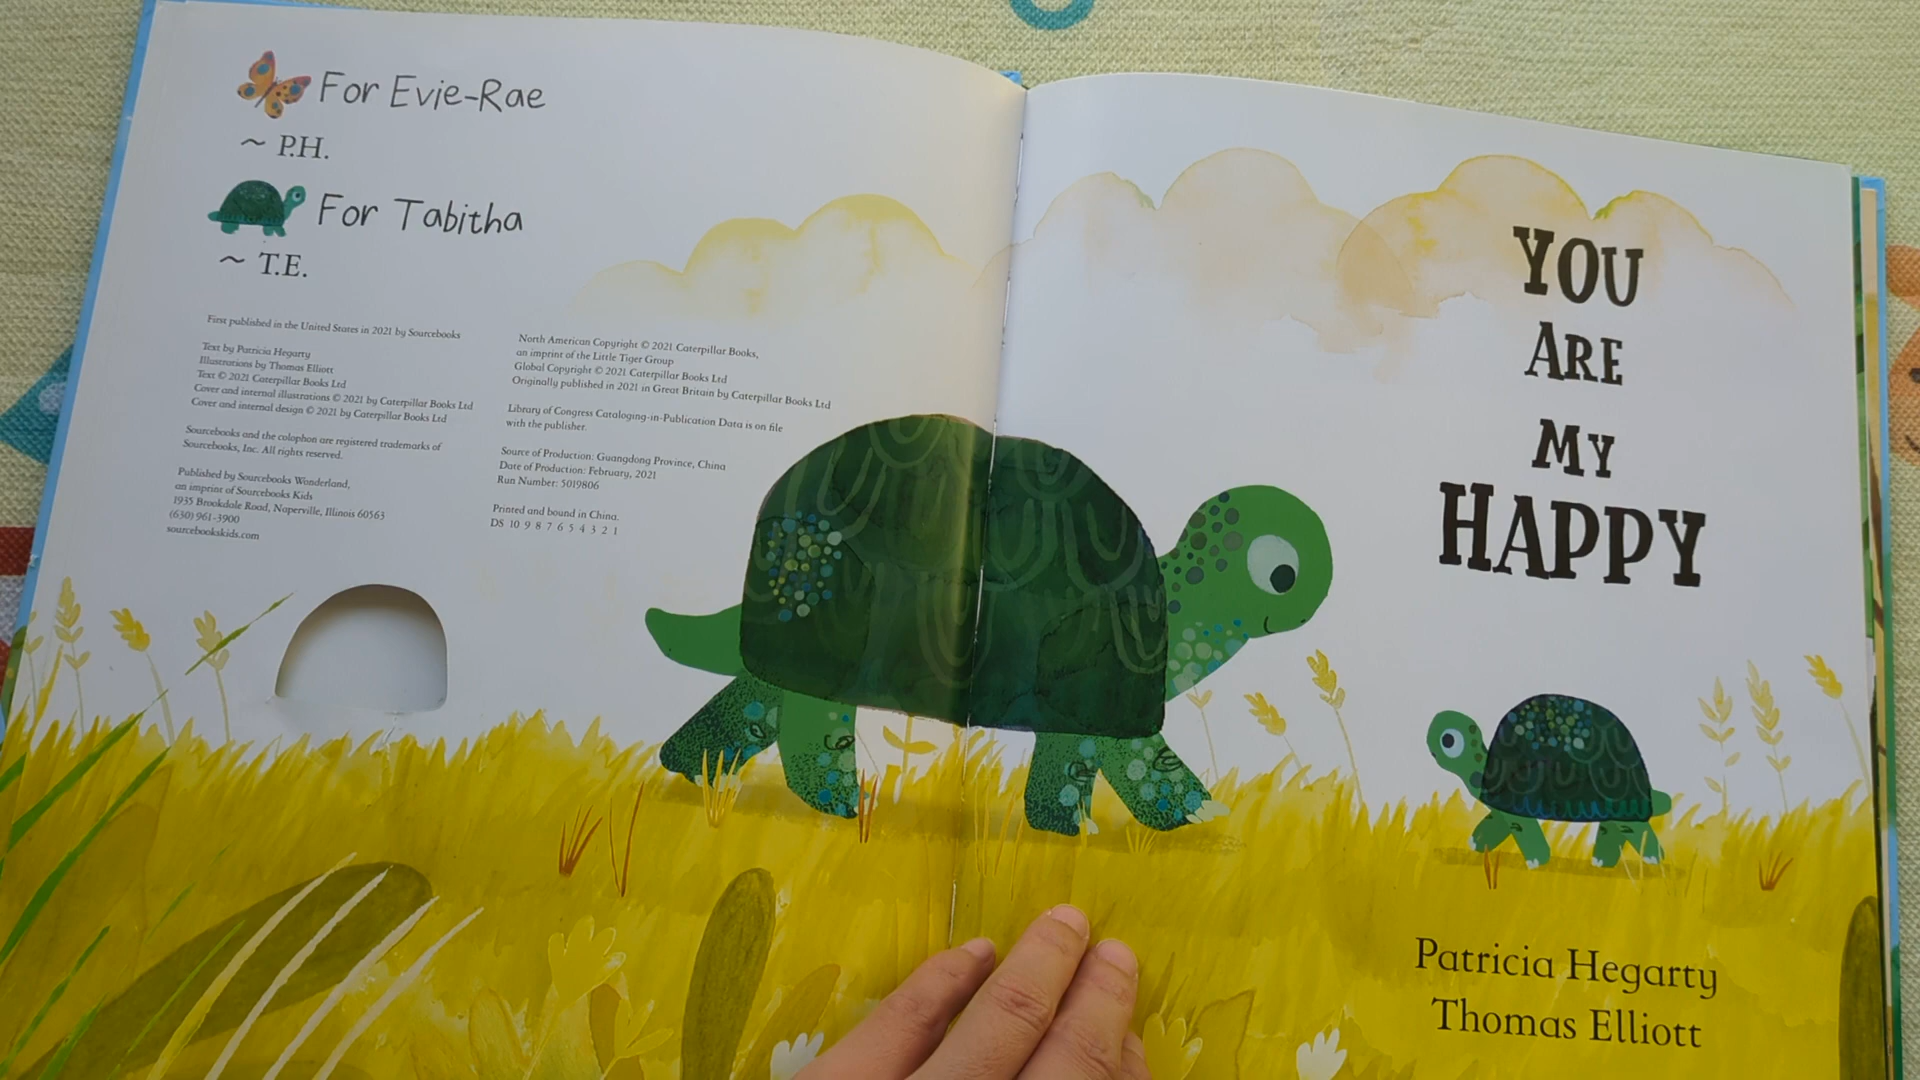 For Evie-Rae
~ P.H.
For Tabitha
~ T.E.
First published in the United States in 2021 by Sourcebooks
Text by Patricia Hegarty
Illustrations by Thomas Elliott
Text © 2021 Caterpillar Books Ltd
Cover and internal illustrations © 2021 by Caterpillar Books Ltd
Cover and internal design © 2021 by Caterpillar Books Ltd
Sourcebooks and the colophon are registered trademarks of
Sourcebooks, Inc. All rights reserved.
Published by Sourcebooks Wonderland,
an imprint of Sourcebooks Kids
1935 Brookdale Road, Naperville, Illinois 60563
(630) 961-3900
sourcebookskids.com
North American Copyright © 2021 Caterpillar Books,
an imprint of the Little Tiger Group
Global Copyright © 2021 Caterpillar Books Ltd
Originally published in 2021 in Great Britain by Caterpillar Books Ltd
Library of Congress Cataloging-in-Publication Data is on file
with the publisher.
Source of Production: Guangdong Province, China
Date of Production: February, 2021
Run Number: 5019806
Printed and bound in China.
DS 10 9 8 7 6 5 4 3 2 1
YOU
ARE
MY
HAPPY
Patricia Hegarty
Thomas Elliott